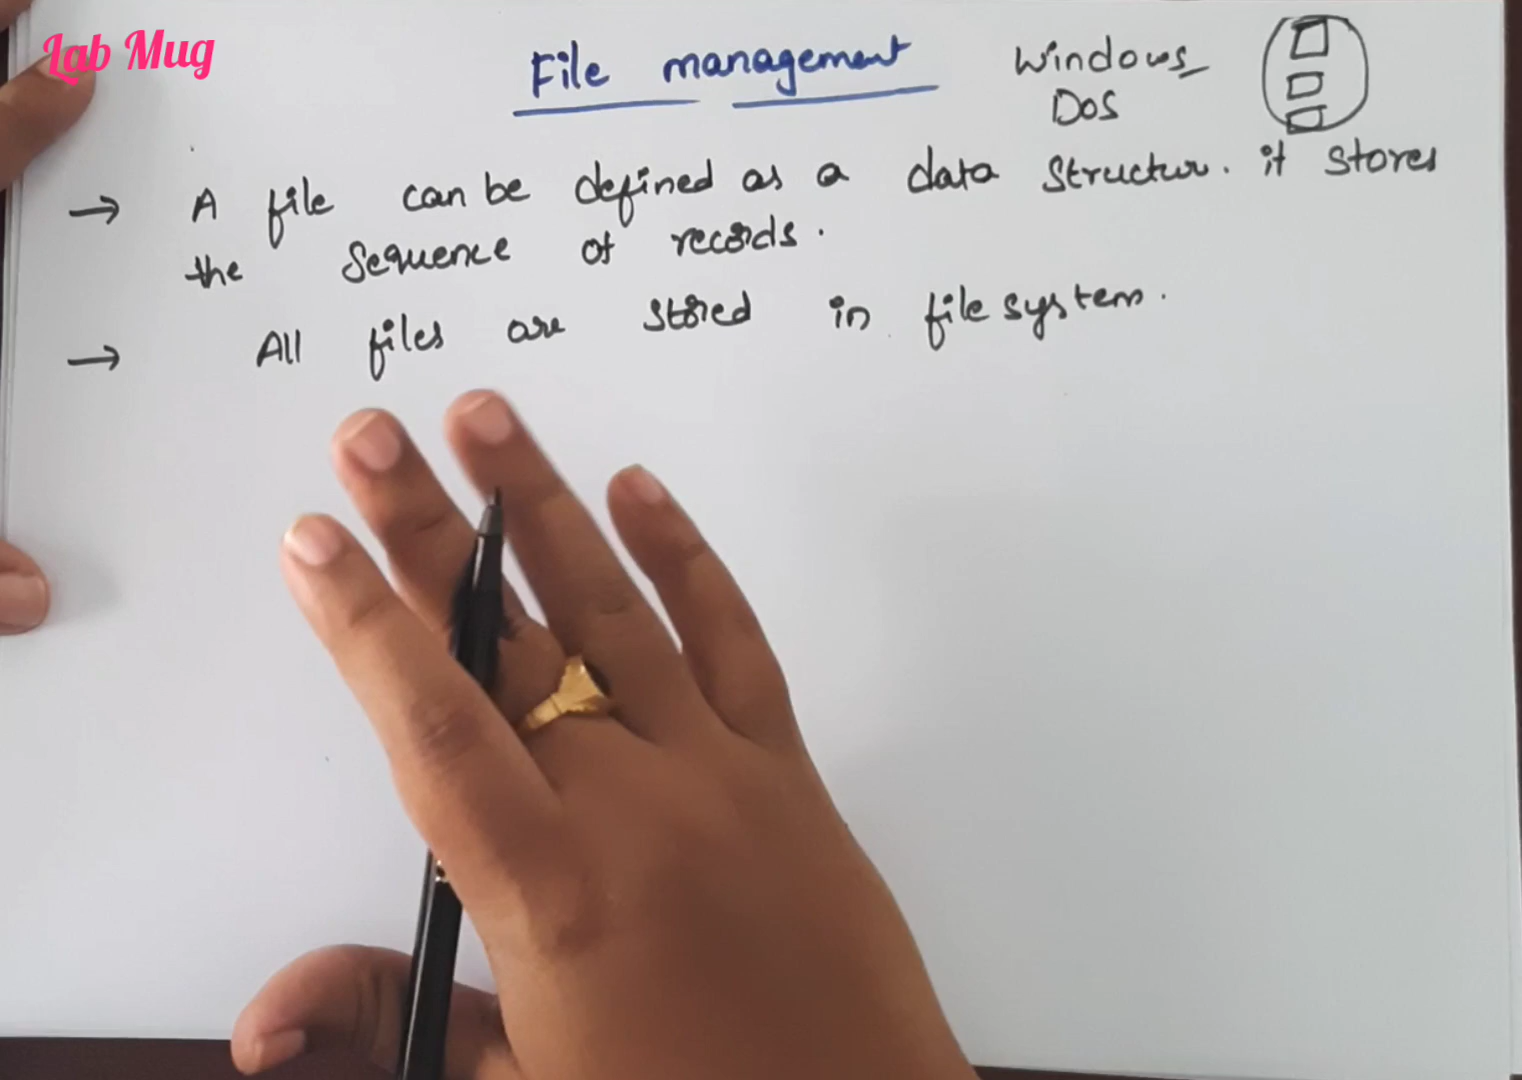 Lab Mug
File management
Windows
DOS
→ A file can be defined as a data structur. it stores
the sequence of records.
→ All files are stored in file system.